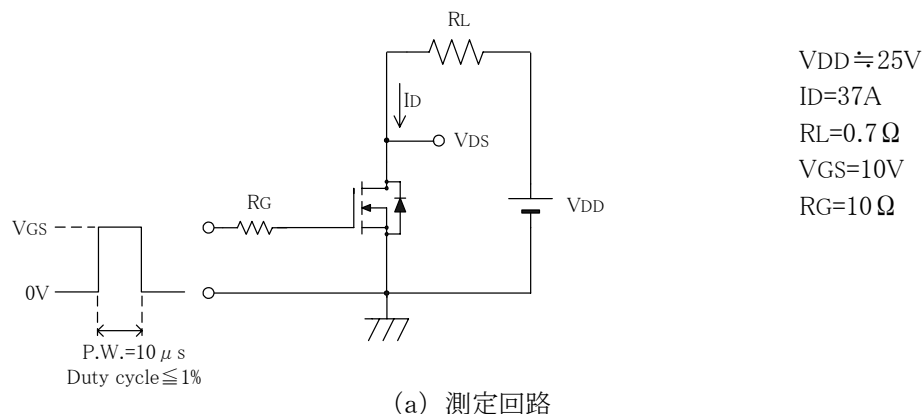 RL
VDD≒25V
ID=37A
RL=0.7Ω
VGS=10V
RG=10Ω
ID
VDS
RG
VDD
VGS
0V
P.W.=10μs
Duty cycle≦1%
(a) 測定回路